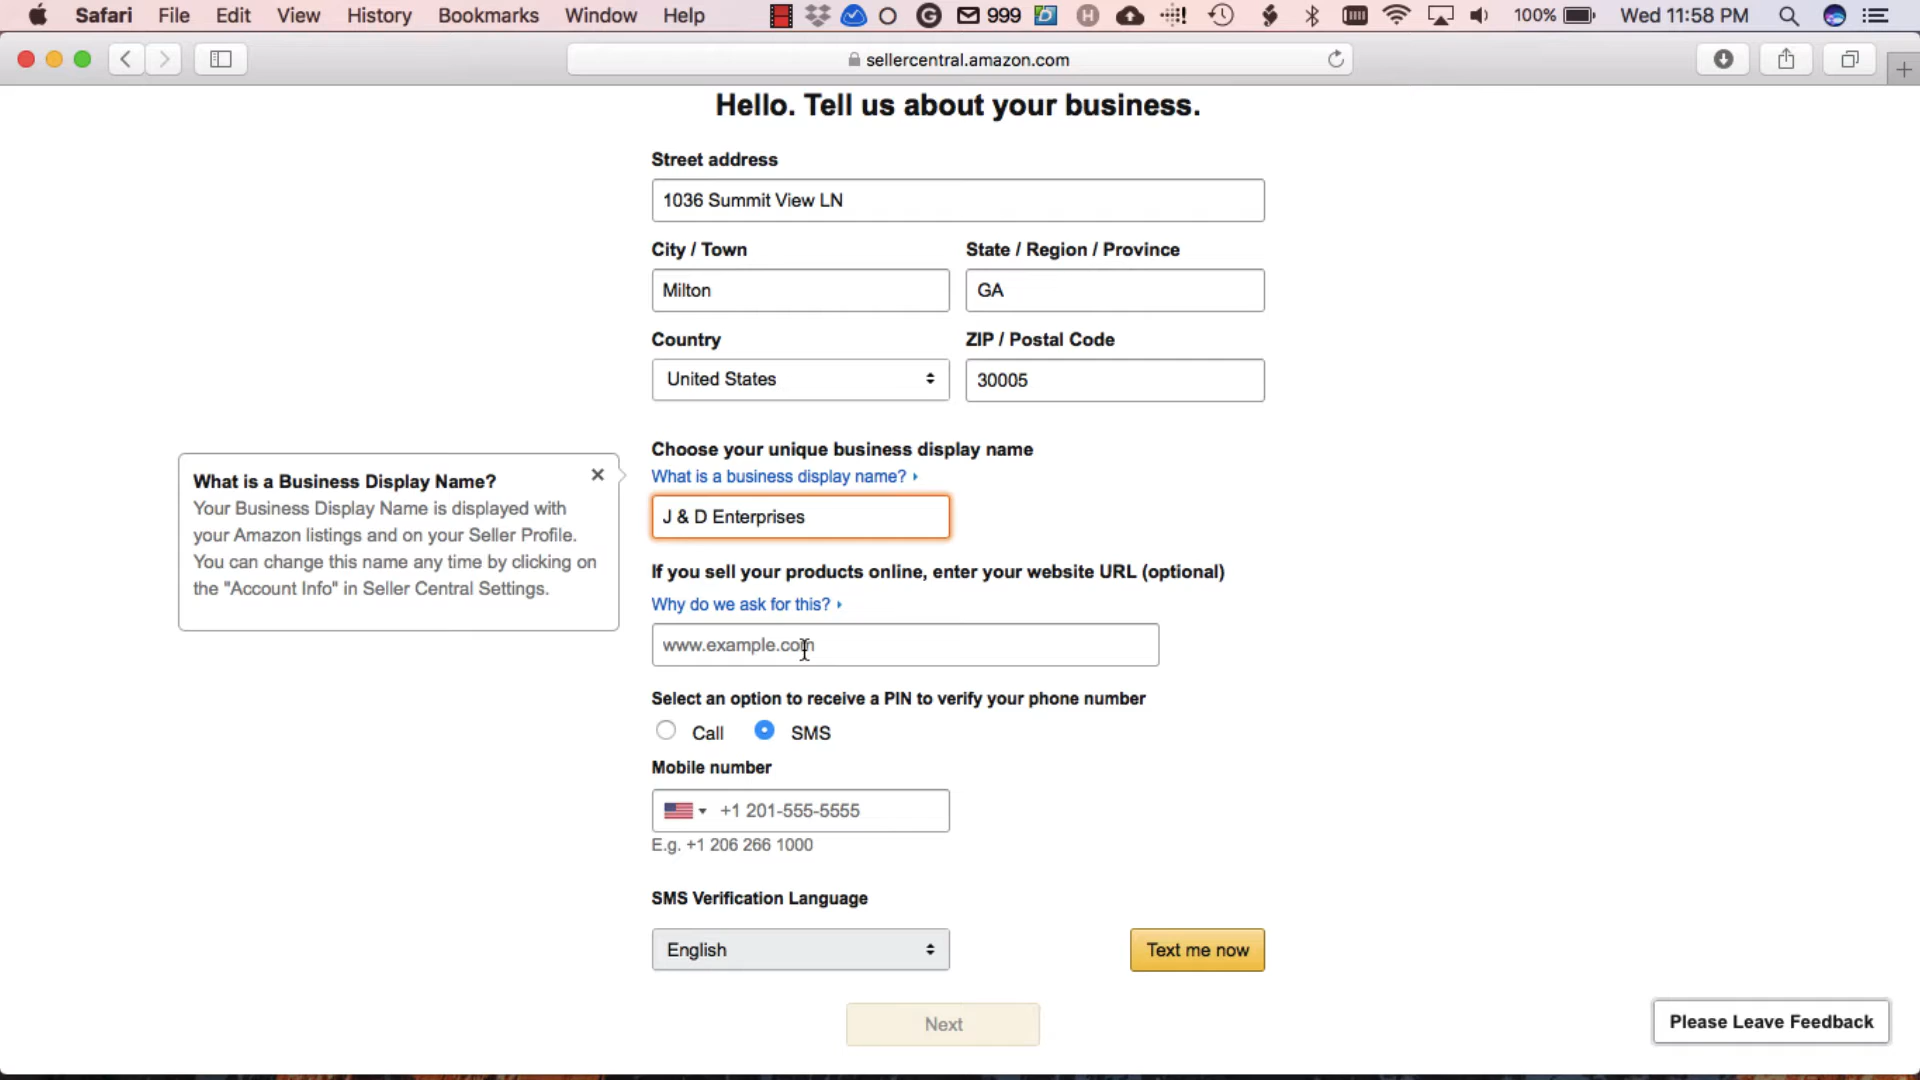 Safari File Edit View History Bookmarks Window Help 999 100% Wed 11:58 PM
sellercentral.amazon.com
Hello. Tell us about your business.
Street address
1036 Summit View LN
City / Town State / Region / Province
Milton GA
Country ZIP / Postal Code
United States 30005
Choose your unique business display name
What is a business display name?
J & D Enterprises
What is a Business Display Name?
Your Business Display Name is displayed with
your Amazon listings and on your Seller Profile.
You can change this name any time by clicking on
the "Account Info" in Seller Central Settings.
If you sell your products online, enter your website URL (optional)
Why do we ask for this?
www.example.com
Select an option to receive a PIN to verify your phone number
Call SMS
Mobile number
+1 201-555-5555
E.g. +1 206 266 1000
SMS Verification Language
English Text me now
Next
Please Leave Feedback